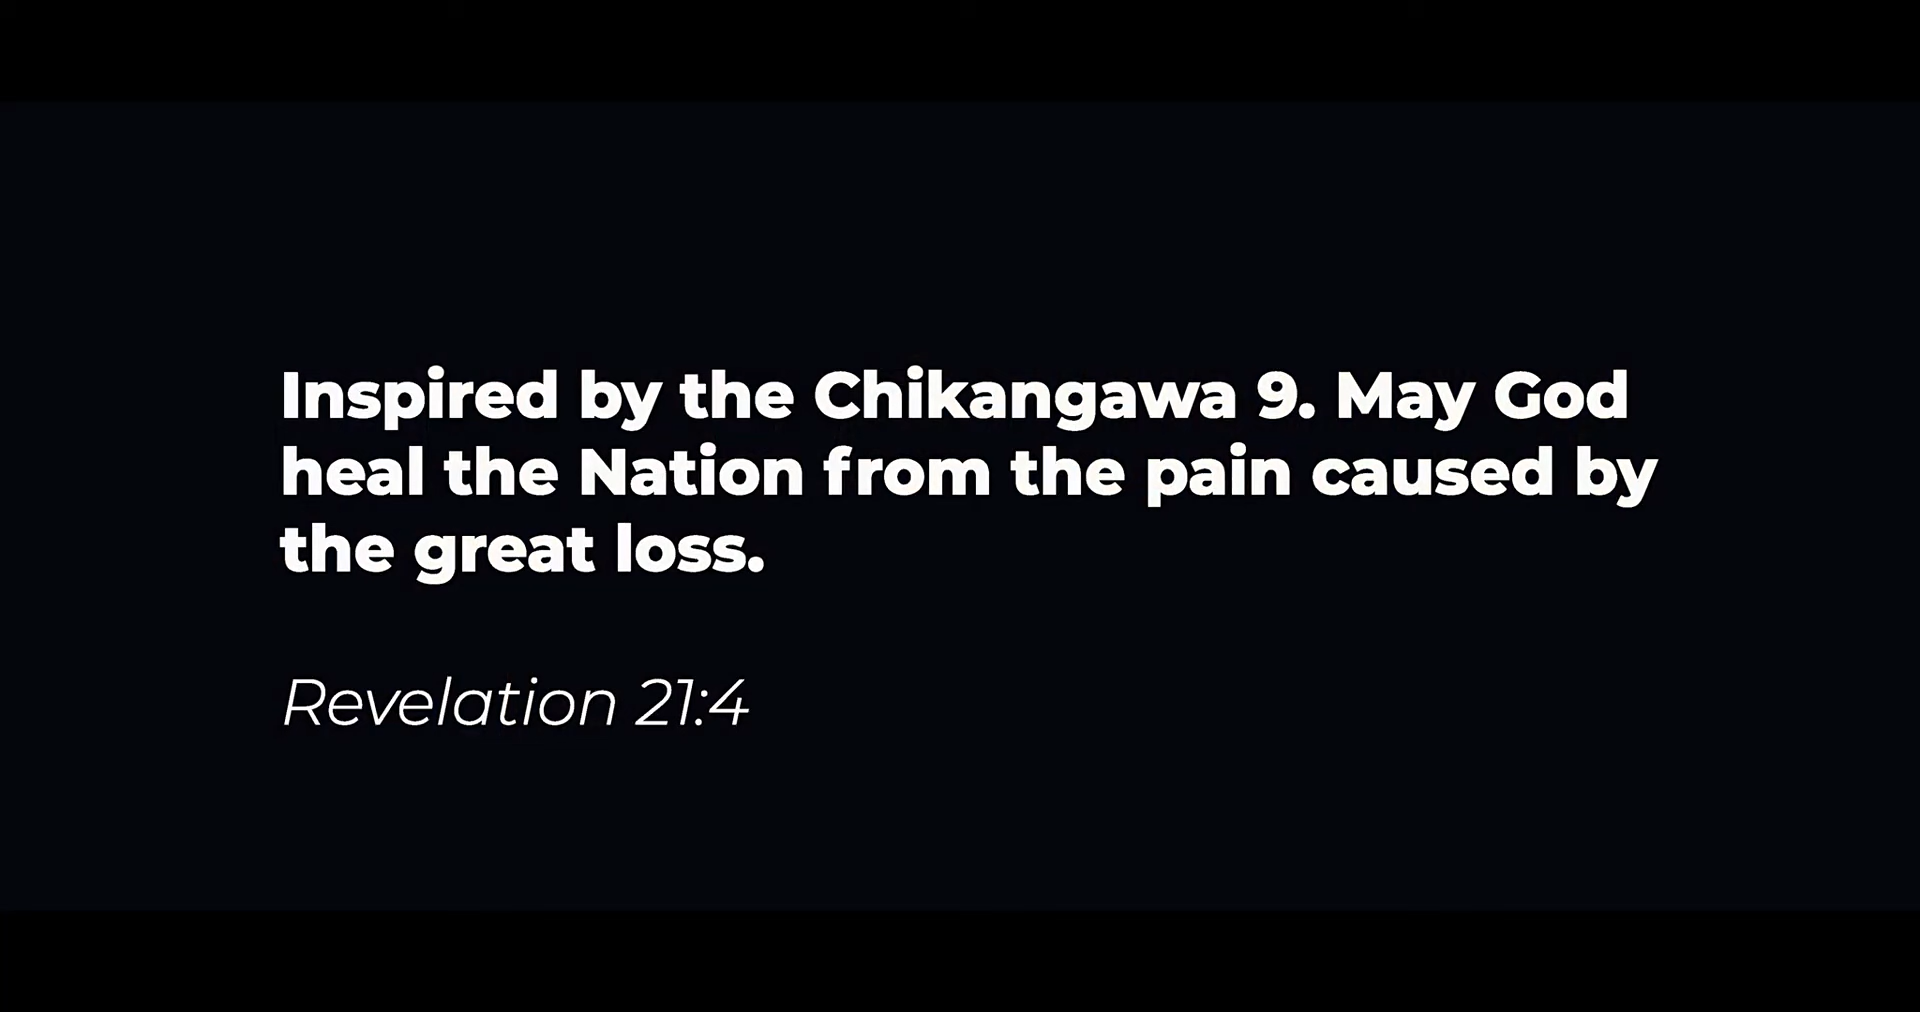 Inspired by the Chikangawa 9. May God
heal the Nation from the pain caused by
the great loss.
Revelation 21:4